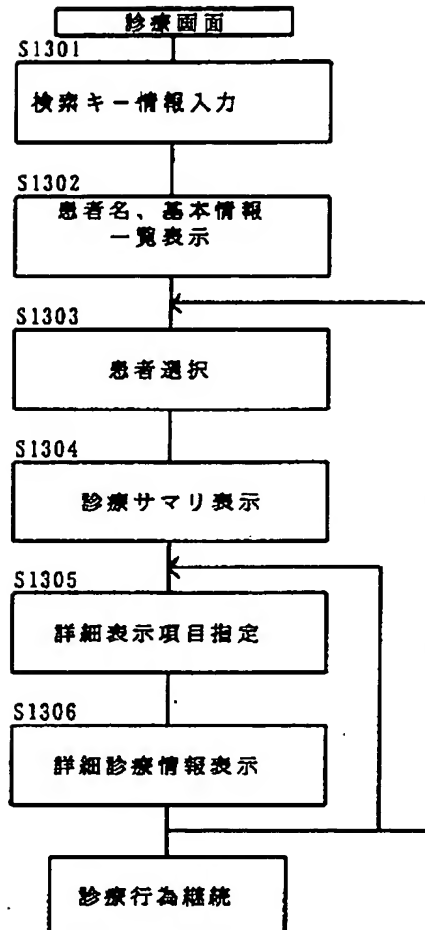 診療画面
S1301
検索キー情報入力
S1302
患者名、基本情報
一覧表示
S1303
患者選択
S1304
診療サマリ表示
S1305
詳細表示項目指定
S1306
詳細診療情報表示
診療行為継続